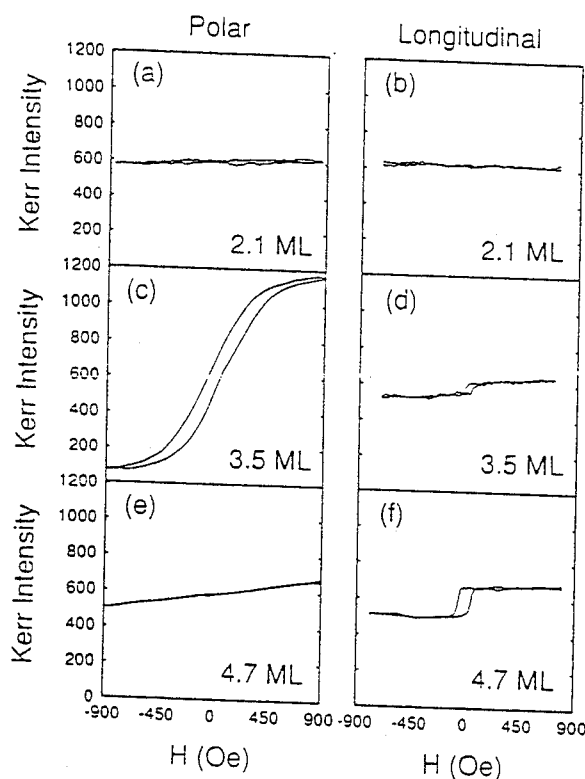 Polar
Longitudinal
Kerr Intensity
1200
1000
800
600
400
200
(a)
2.1 ML
(b)
2.1 ML
Kerr Intensity
1200
1000
800
600
400
200
(c)
3.5 ML
(d)
3.5 ML
Kerr Intensity
1200
1000
800
600
400
200
0
(e)
4.7 ML
(f)
4.7 ML
-900 -450 0 450 900
-900 -450 0 450 900
H (Oe)
H (Oe)